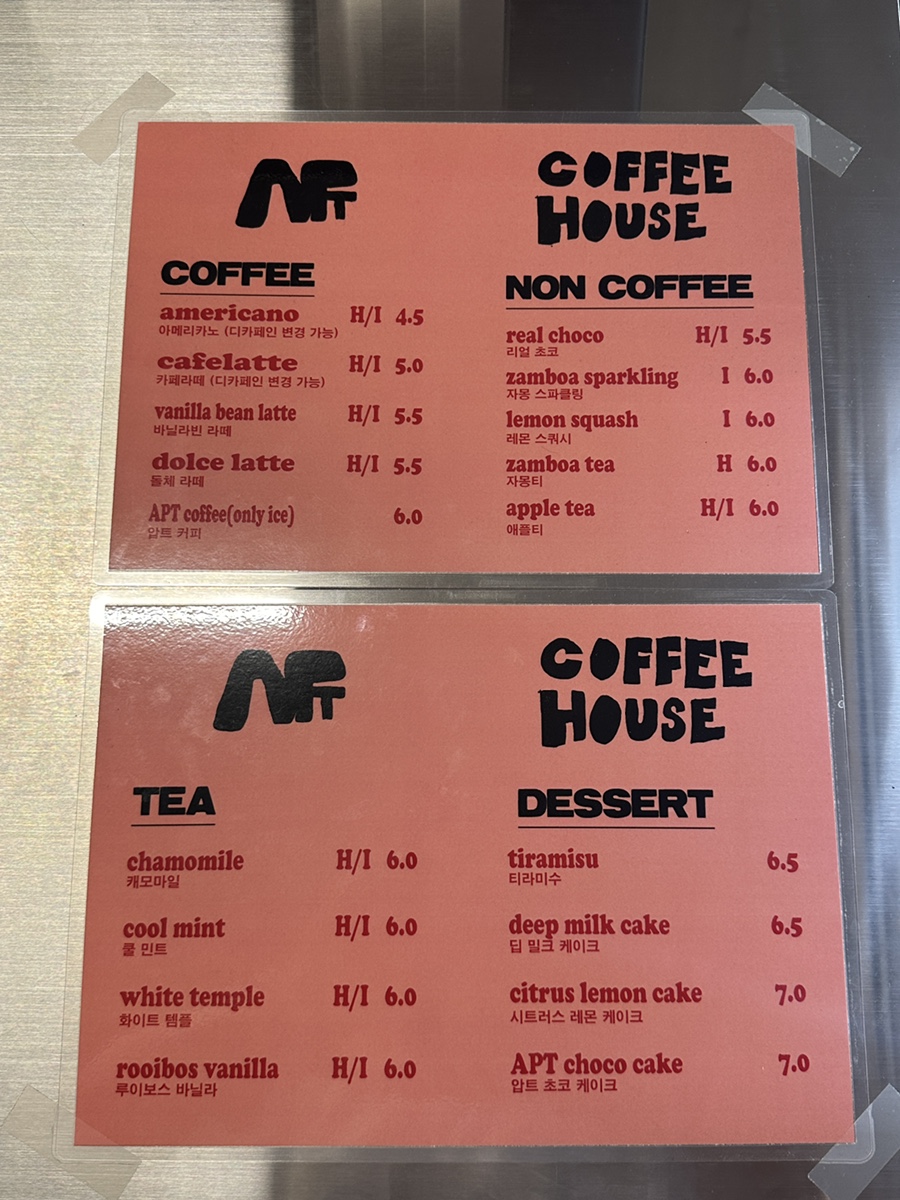 APT
COFFEE
HOUSE
COFFEE
americano H/I 4.5
아메리카노 (디카페인 변경 가능)
cafelatte H/I 5.0
카페라떼 (디카페인 변경 가능)
vanilla bean latte H/I 5.5
바닐라빈 라떼
dolce latte H/I 5.5
돌체 라떼
APT coffee(only ice) 6.0
압트 커피
NON COFFEE
real choco H/I 5.5
리얼 초코
zamboa sparkling I 6.0
자몽 스파클링
lemon squash I 6.0
레몬 스쿼시
zamboa tea H 6.0
자몽티
apple tea H/I 6.0
애플티
APT
COFFEE
HOUSE
TEA
chamomile H/I 6.0
캐모마일
cool mint H/I 6.0
쿨 민트
white temple H/I 6.0
화이트 템플
rooibos vanilla H/I 6.0
루이보스 바닐라
DESSERT
tiramisu 6.5
티라미수
deep milk cake 6.5
딥 밀크 케이크
citrus lemon cake 7.0
시트러스 레몬 케이크
APT choco cake 7.0
압트 초코 케이크